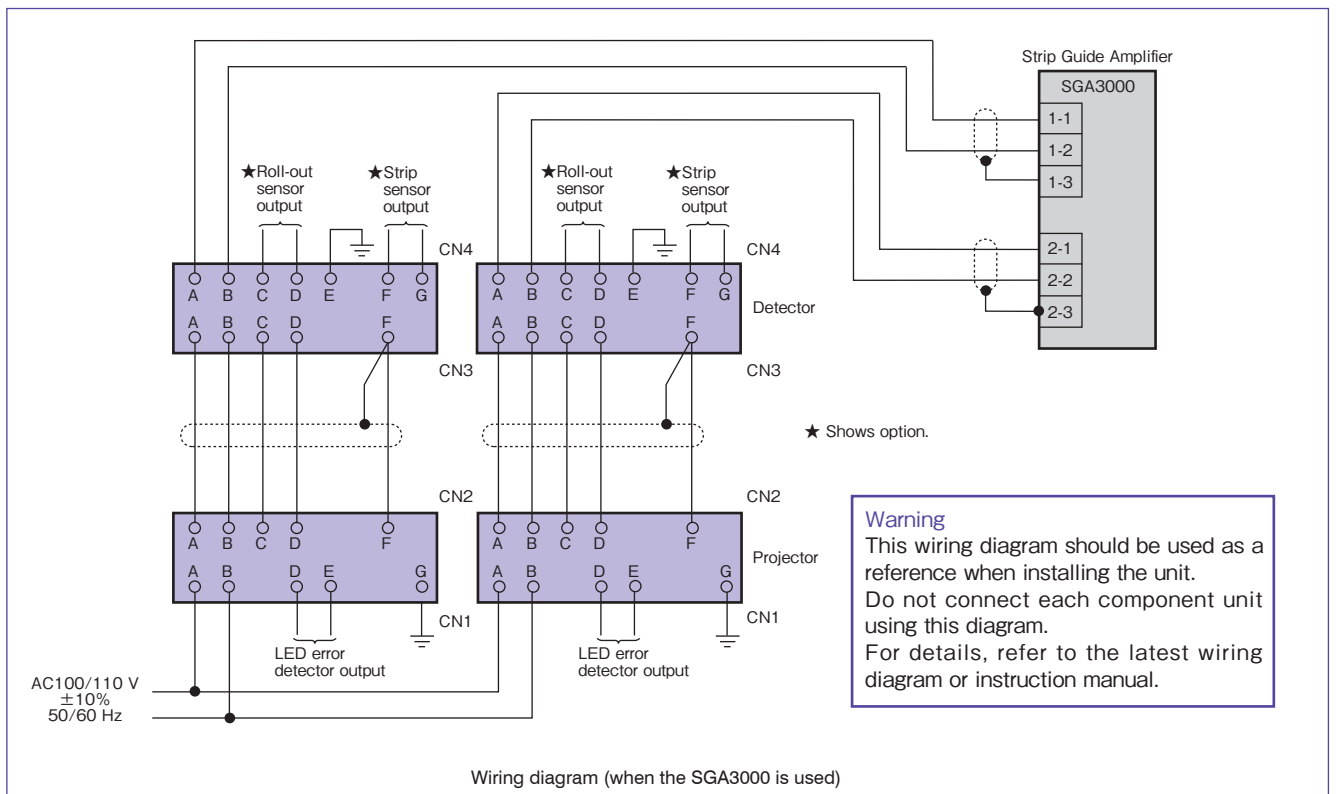 Strip Guide Amplifier
SGA3000
1-1
1-2
1-3
2-1
2-2
2-3
★Roll-out
sensor
output
★Strip
sensor
output
★Roll-out
sensor
output
★Strip
sensor
output
CN4
CN4
A B C D E F G
A B C D F
A B C D E F G
A B C D F
Detector
CN3
CN3
★ Shows option.
CN2
CN2
A B C D F
A B D E G
A B C D F
A B D E G
Projector
CN1
CN1
LED error
detector output
LED error
detector output
AC100/110 V
±10%
50/60 Hz
Warning
This wiring diagram should be used as a
reference when installing the unit.
Do not connect each component unit
using this diagram.
For details, refer to the latest wiring
diagram or instruction manual.
Wiring diagram (when the SGA3000 is used)